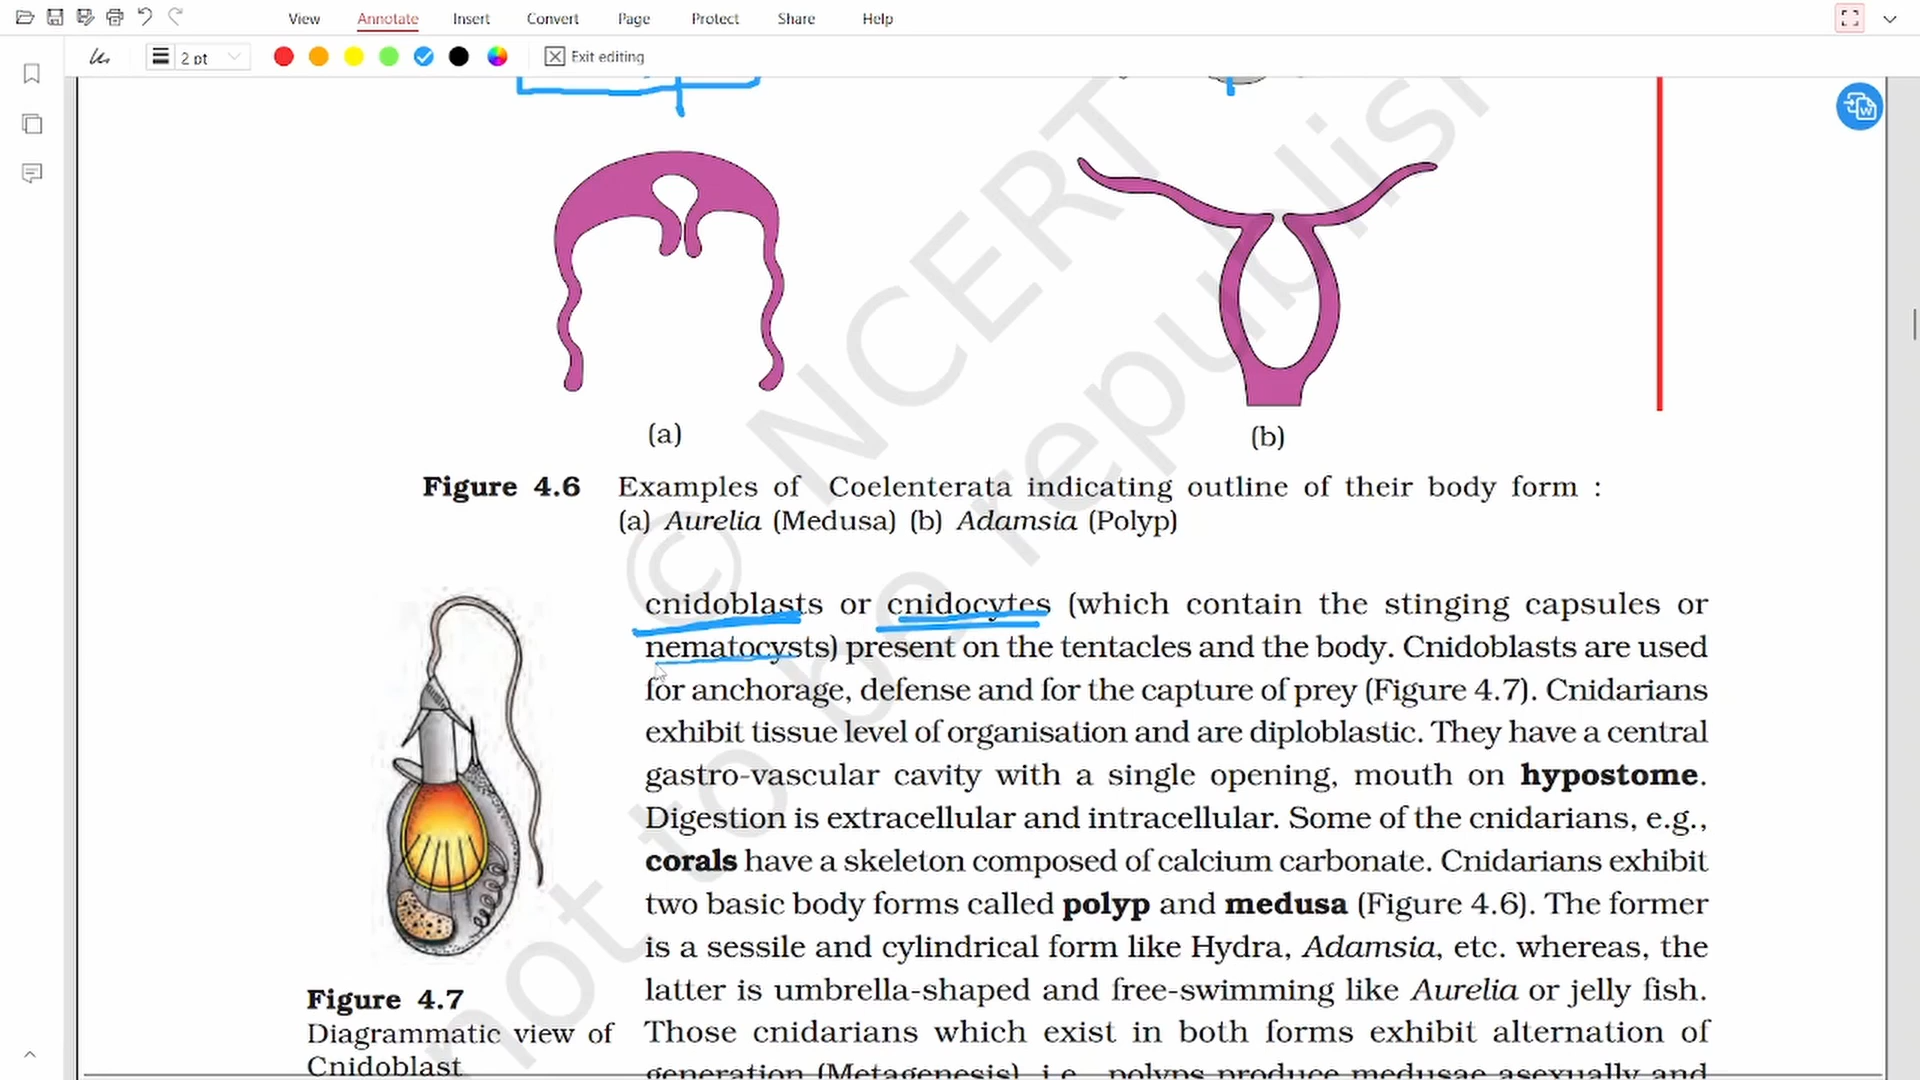 View Annotate Insert Convert Page Protect Share Help
2 pt Exit editing
(a)
(b)
Figure 4.6 Examples of Coelenterata indicating outline of their body form :
(a) Aurelia (Medusa) (b) Adamsia (Polyp)
cnidoblasts or cnidocytes (which contain the stinging capsules or
nematocysts) present on the tentacles and the body. Cnidoblasts are used
for anchorage, defense and for the capture of prey (Figure 4.7). Cnidarians
exhibit tissue level of organisation and are diploblastic. They have a central
gastro-vascular cavity with a single opening, mouth on hypostome.
Digestion is extracellular and intracellular. Some of the cnidarians, e.g.,
corals have a skeleton composed of calcium carbonate. Cnidarians exhibit
two basic body forms called polyp and medusa (Figure 4.6). The former
is a sessile and cylindrical form like Hydra, Adamsia, etc. whereas, the
latter is umbrella-shaped and free-swimming like Aurelia or jelly fish.
Those cnidarians which exist in both forms exhibit alternation of
generation (Metagenesis), i.e., polyps produce medusae asexually and
Figure 4.7
Diagrammatic view of
Cnidoblast
© NCERT
not to be republish